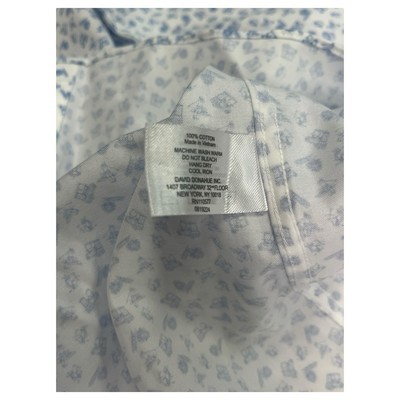 100% COTTON
Made in Vietnam
MACHINE WASH WARM
DO NOT BLEACH
HANG DRY
COOL IRON
DAVID DONAHUE INC.
1407 BROADWAY 32ND FLOOR
NEW YORK, NY 10018